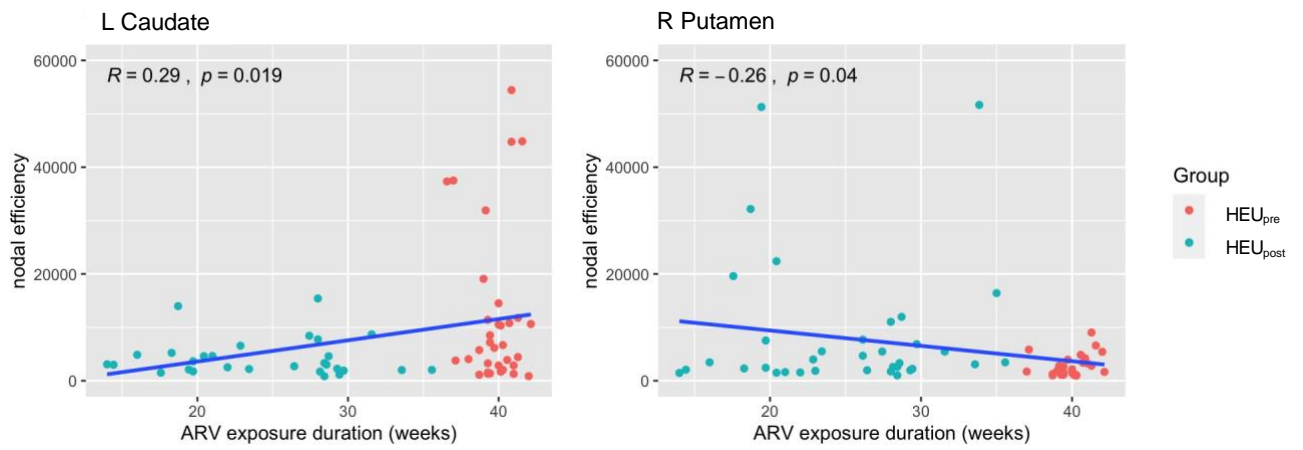 L Caudate
R = 0.29 , p = 0.019
60000
40000
20000
0
nodal efficiency
20
30
40
ARV exposure duration (weeks)
R Putamen
R = −0.26 , p = 0.04
60000
40000
20000
0
nodal efficiency
20
30
40
ARV exposure duration (weeks)
Group
HEUpre
HEUpost